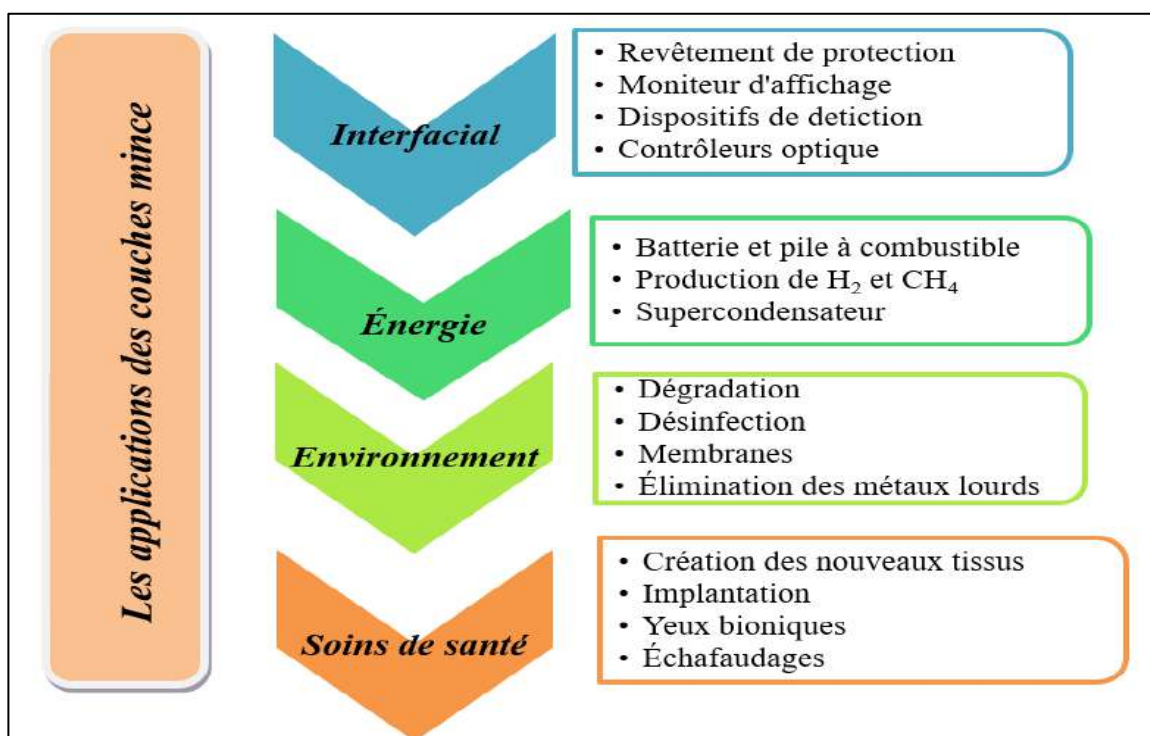 Les applications des couches mince
Interfacial
• Revêtement de protection
• Moniteur d'affichage
• Dispositifs de detiction
• Contrôleurs optique
Énergie
• Batterie et pile à combustible
• Production de H₂ et CH₄
• Supercondensateur
Environnement
• Dégradation
• Désinfection
• Membranes
• Élimination des métaux lourds
Soins de santé
• Création des nouveaux tissus
• Implantation
• Yeux bioniques
• Échafaudages